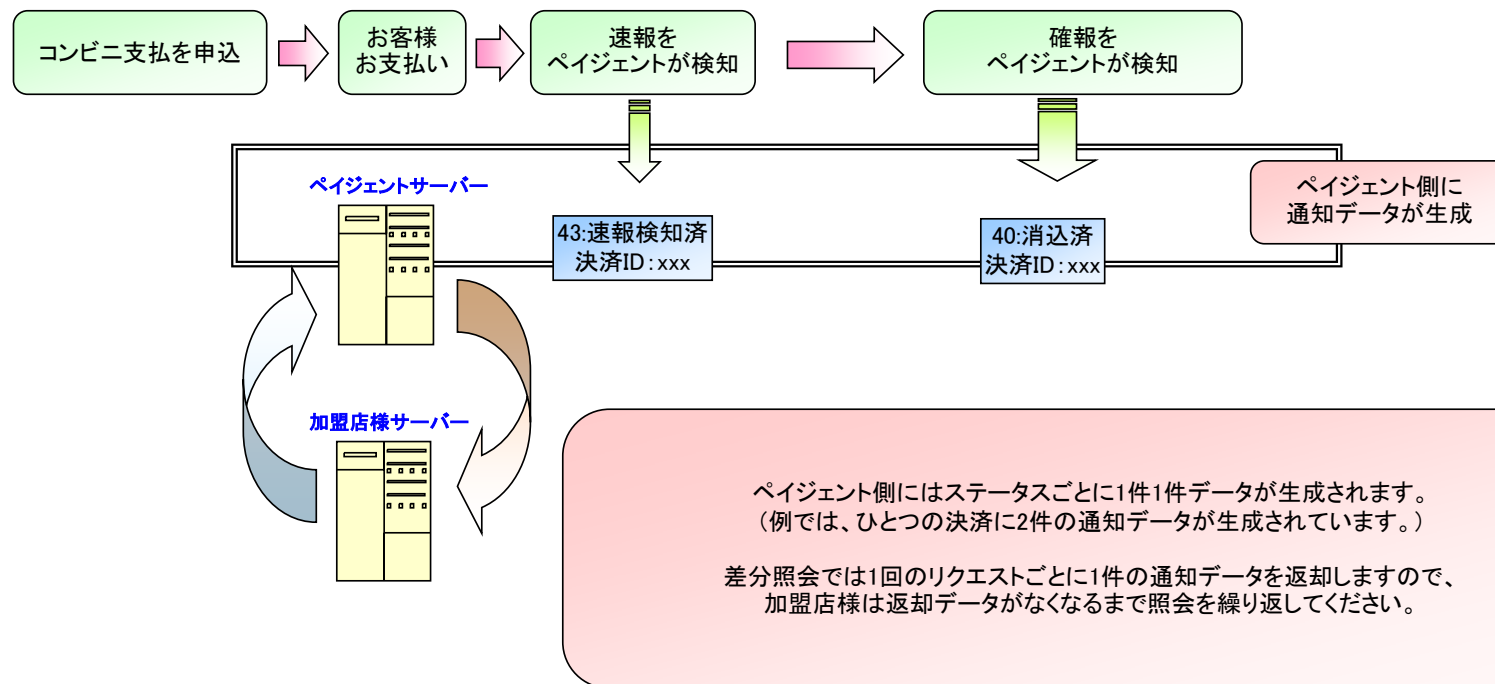 コンビニ支払を申込
お客様
お支払い
速報を
ペイジェントが検知
確報を
ペイジェントが検知
ペイジェントサーバー
43:速報検知済
決済ID:xxx
40:消込済
決済ID:xxx
ペイジェント側に
通知データが生成
加盟店様サーバー
ペイジェント側にはステータスごとに1件1件データが生成されます。
（例では、ひとつの決済に2件の通知データが生成されています。）
差分照会では1回のリクエストごとに1件の通知データを返却しますので、
加盟店様は返却データがなくなるまで照会を繰り返してください。